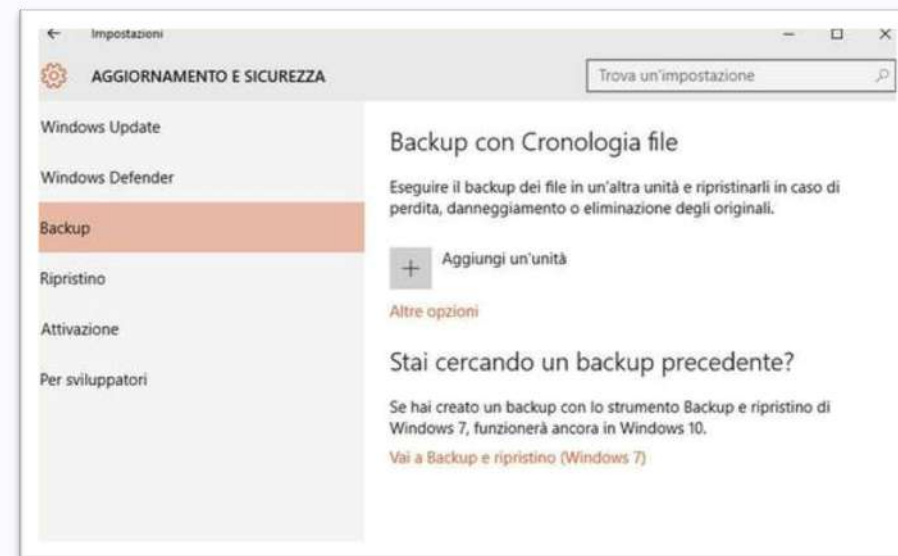 Impostazioni
AGGIORNAMENTO E SICUREZZA
Trova un'impostazione
Windows Update
Windows Defender
Backup
Ripristino
Attivazione
Per sviluppatori
Backup con Cronologia file
Eseguire il backup dei file in un'altra unità e ripristinarli in caso di
perdita, danneggiamento o eliminazione degli originali.
Aggiungi un'unità
Altre opzioni
Stai cercando un backup precedente?
Se hai creato un backup con lo strumento Backup e ripristino di
Windows 7, funzionerà ancora in Windows 10.
Vai a Backup e ripristino (Windows 7)